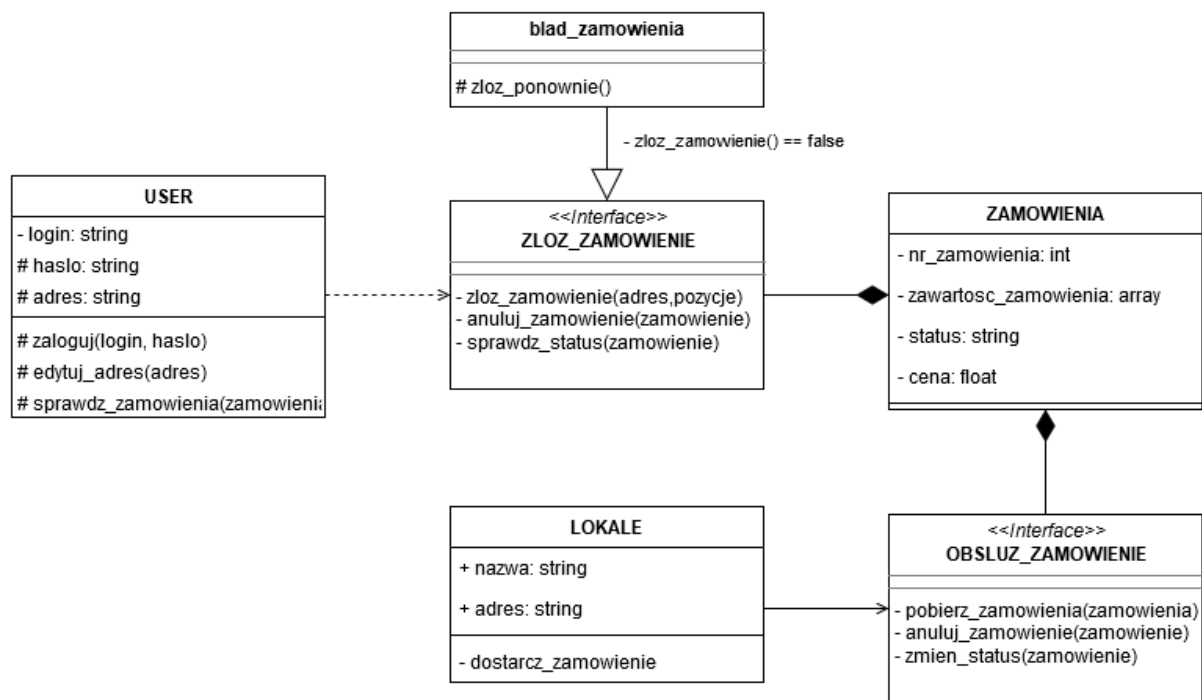 blad_zamowienia
# zloz_ponownie()
- zloz_zamowienie() == false
USER
- login: string
# haslo: string
# adres: string
# zaloguj(login, haslo)
# edytuj_adres(adres)
# sprawdz_zamowienia(zamowienia
<<Interface>>
ZLOZ_ZAMOWIENIE
- zloz_zamowienie(adres,pozycje)
- anuluj_zamowienie(zamowienie)
- sprawdz_status(zamowienie)
ZAMOWIENIA
- nr_zamowienia: int
- zawartosc_zamowienia: array
- status: string
- cena: float
LOKALE
+ nazwa: string
+ adres: string
- dostarcz_zamowienie
<<Interface>>
OBSLUZ_ZAMOWIENIE
- pobierz_zamowienia(zamowienia)
- anuluj_zamowienie(zamowienie)
- zmien_status(zamowienie)